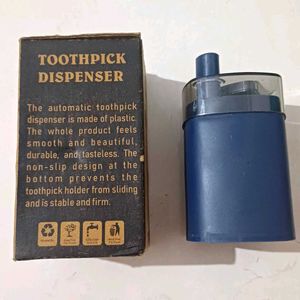 TOOTHPICK
DISPENSER
The automatic toothpick
dispenser is made of plastic.
The whole product feels
smooth and beautiful,
durable, and tasteless. The
non-slip design at the
bottom prevents the
toothpick holder from sliding
and is stable and firm.